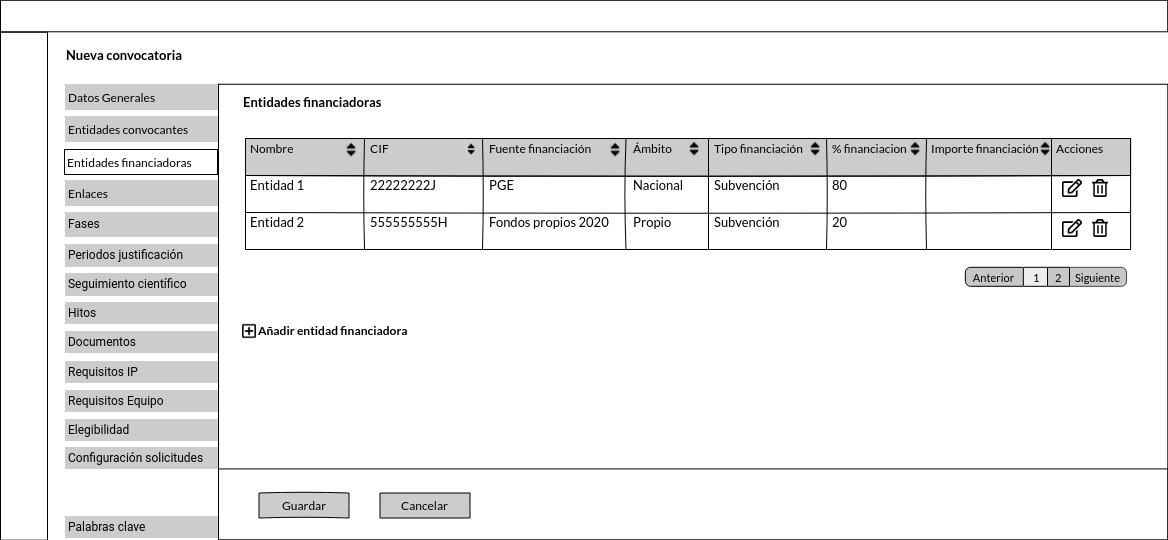 Nueva convocatoria
Datos Generales
Entidades convocantes
Entidades financiadoras
Enlaces
Fases
Periodos justificación
Seguimiento científico
Hitos
Documentos
Requisitos IP
Requisitos Equipo
Elegibilidad
Configuración solicitudes
Palabras clave
Entidades financiadoras
Nombre CIF Fuente financiación Ámbito Tipo financiación % financiacion Importe financiación Acciones
Entidad 1 22222222J PGE Nacional Subvención 80
Entidad 2 555555555H Fondos propios 2020 Propio Subvención 20
Anterior 1 2 Siguiente
Añadir entidad financiadora
Guardar Cancelar